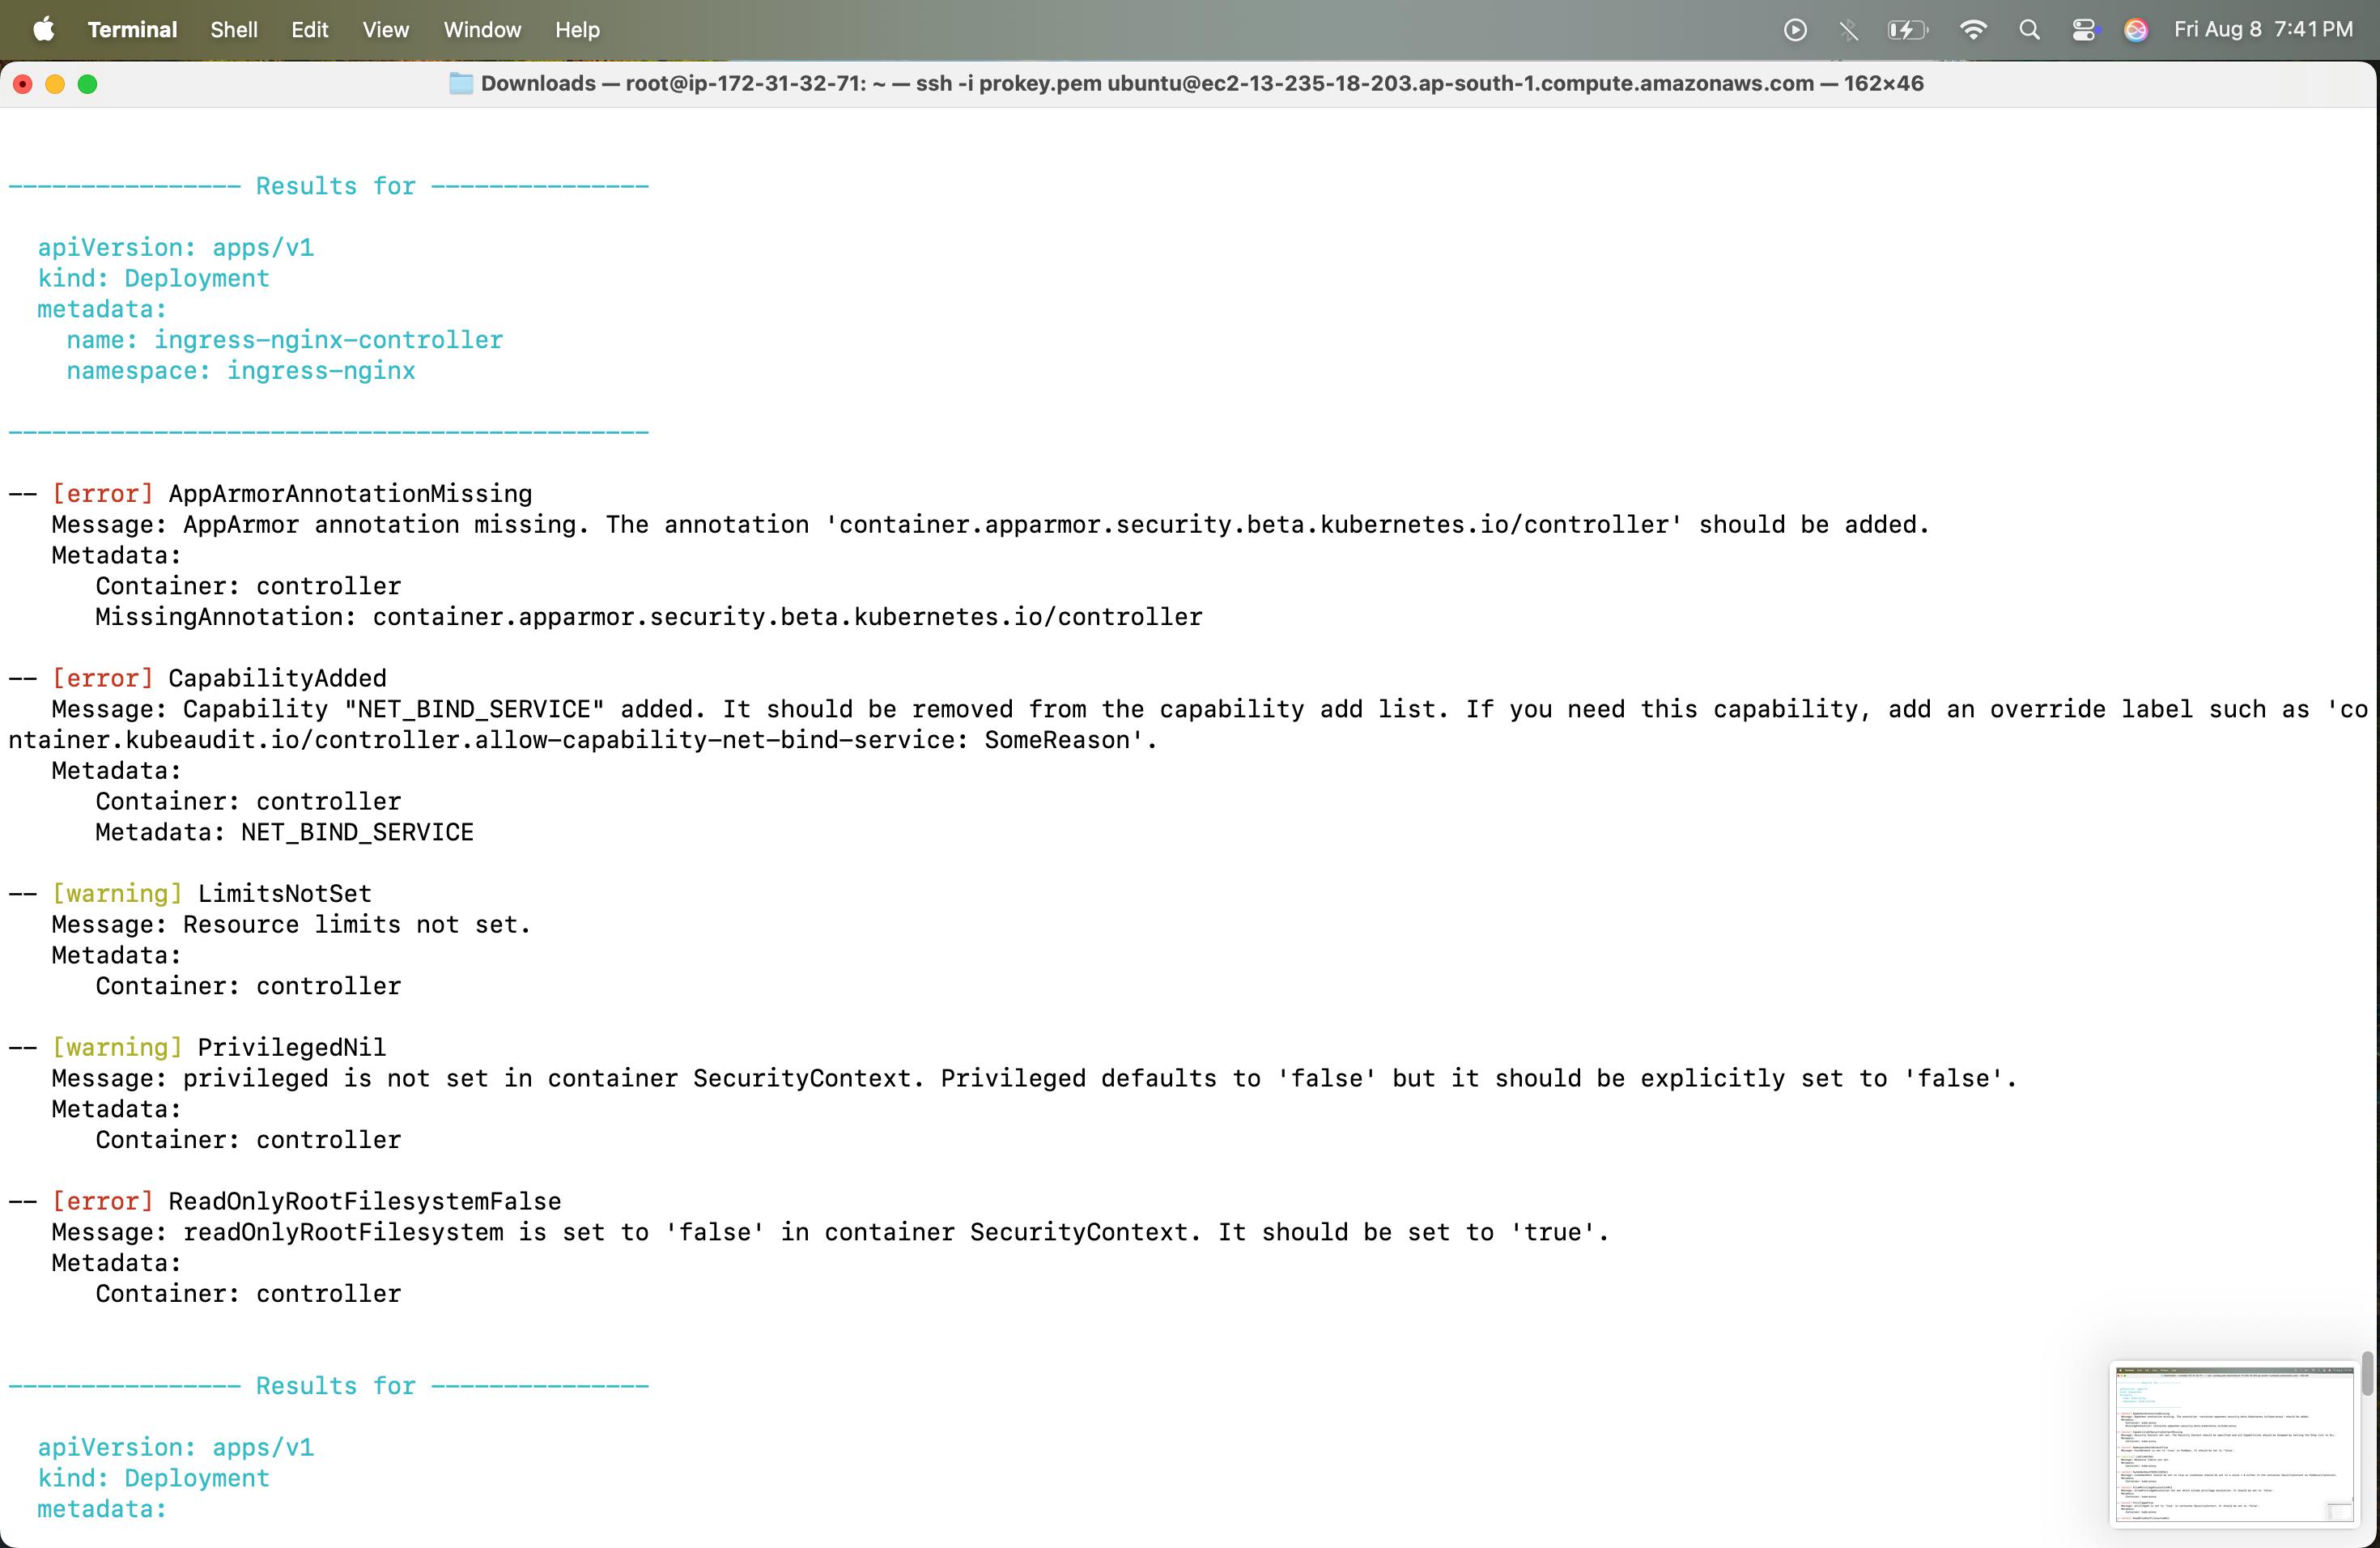 Terminal Shell Edit View Window Help Fri Aug 8 7:41 PM
Downloads — root@ip-172-31-32-71: ~ — ssh -i prokey.pem ubuntu@ec2-13-235-18-203.ap-south-1.compute.amazonaws.com — 162×46
---------------- Results for ---------------
apiVersion: apps/v1
kind: Deployment
metadata:
name: ingress-nginx-controller
namespace: ingress-nginx
--------------------------------------------
-- [error] AppArmorAnnotationMissing
Message: AppArmor annotation missing. The annotation 'container.apparmor.security.beta.kubernetes.io/controller' should be added.
Metadata:
Container: controller
MissingAnnotation: container.apparmor.security.beta.kubernetes.io/controller
-- [error] CapabilityAdded
Message: Capability "NET_BIND_SERVICE" added. It should be removed from the capability add list. If you need this capability, add an override label such as 'co
ntainer.kubeaudit.io/controller.allow-capability-net-bind-service: SomeReason'.
Metadata:
Container: controller
Metadata: NET_BIND_SERVICE
-- [warning] LimitsNotSet
Message: Resource limits not set.
Metadata:
Container: controller
-- [warning] PrivilegedNil
Message: privileged is not set in container SecurityContext. Privileged defaults to 'false' but it should be explicitly set to 'false'.
Metadata:
Container: controller
-- [error] ReadOnlyRootFilesystemFalse
Message: readOnlyRootFilesystem is set to 'false' in container SecurityContext. It should be set to 'true'.
Metadata:
Container: controller
---------------- Results for ---------------
apiVersion: apps/v1
kind: Deployment
metadata: